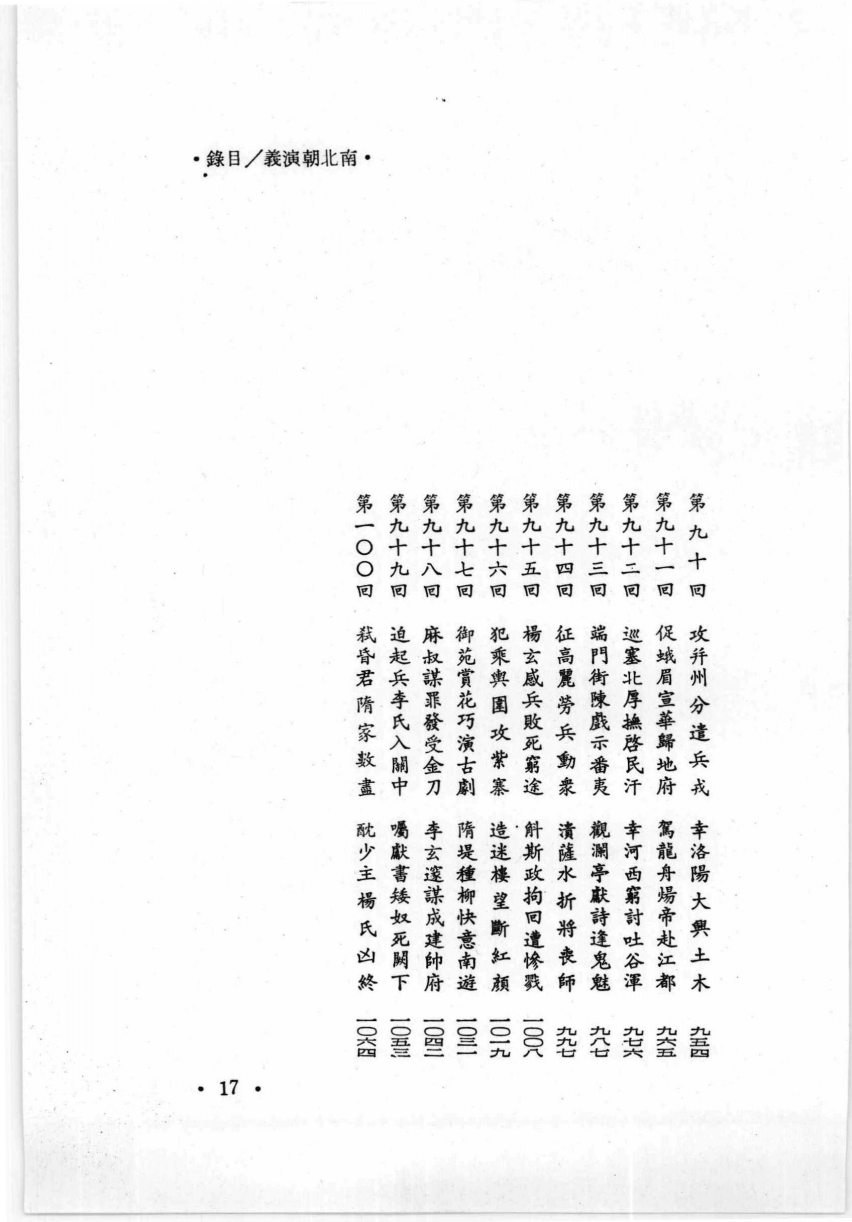 •錄目／義演朝北南•
第九十回 攻幷州分遣兵戎 幸洛陽大興土木 九五四
第九十一回 促蛾眉宣華歸地府 駕龍舟煬帝赴江都 九六五
第九十二回 巡塞北厚撫啓民汗 幸河西窮討吐谷渾 九七六
第九十三回 端門街陳戲示番夷 觀瀾亭獻詩逢鬼魅 九八七
第九十四回 征高麗勞兵動衆 潰薩水折將喪師 九九七
第九十五回 楊玄感兵敗死窮途 斛斯政拘回遭慘戮 一〇〇八
第九十六回 犯乘輿圍攻紫寨 造迷樓望斷紅顏 一〇一九
第九十七回 御苑賞花巧演古劇 隋堤種柳快意南遊 一〇三一
第九十八回 麻叔謀罪發受金刀 李玄邃謀成建帥府 一〇四二
第九十九回 迫起兵李氏入關中 囑獻書矮奴死闕下 一〇五三
第一〇〇回 弒昏君隋家數盡 酖少主楊氏凶終 一〇六四
• 17 •